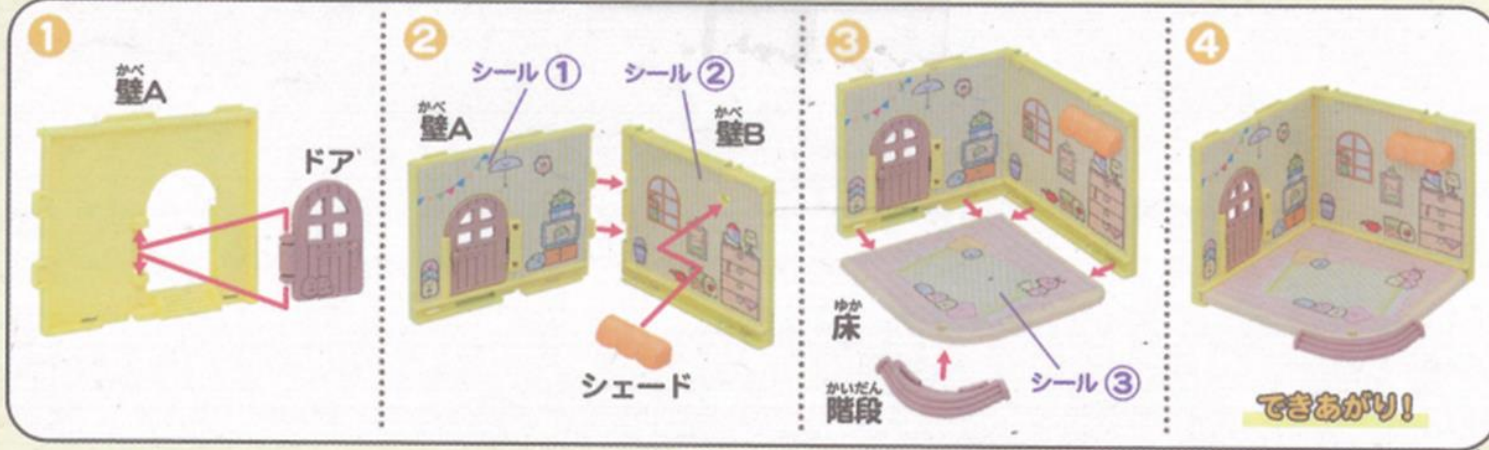 1
かべ
壁A
ドア
2
シール①
シール②
かべ
壁A
かべ
壁B
シェード
3
ゆか
床
かいだん
階段
シール③
4
できあがり!